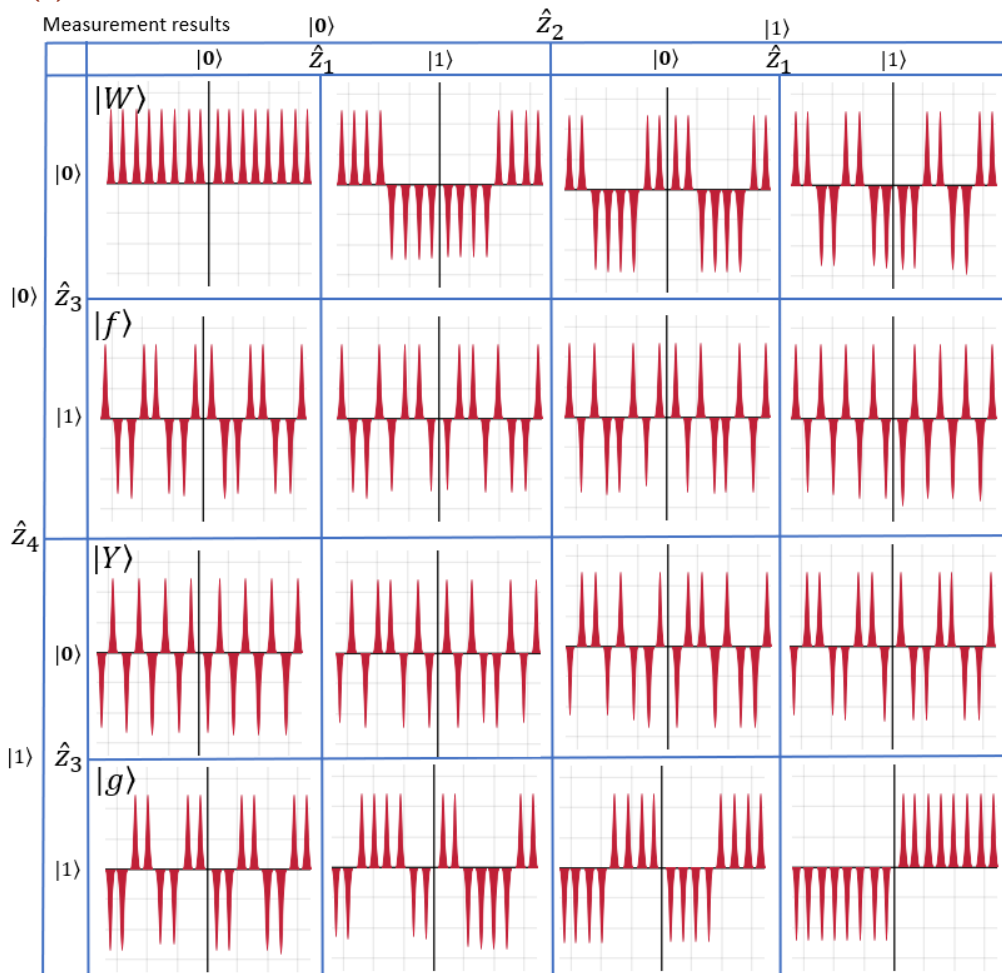 Measurement results |0⟩ ẑ₂ |1⟩
|0⟩ ẑ₁ |1⟩ |0⟩ ẑ₁ |1⟩
|W⟩
|0⟩
|0⟩ ẑ₃
|f⟩
|1⟩
ẑ₄
|Y⟩
|0⟩
|1⟩ ẑ₃
|g⟩
|1⟩